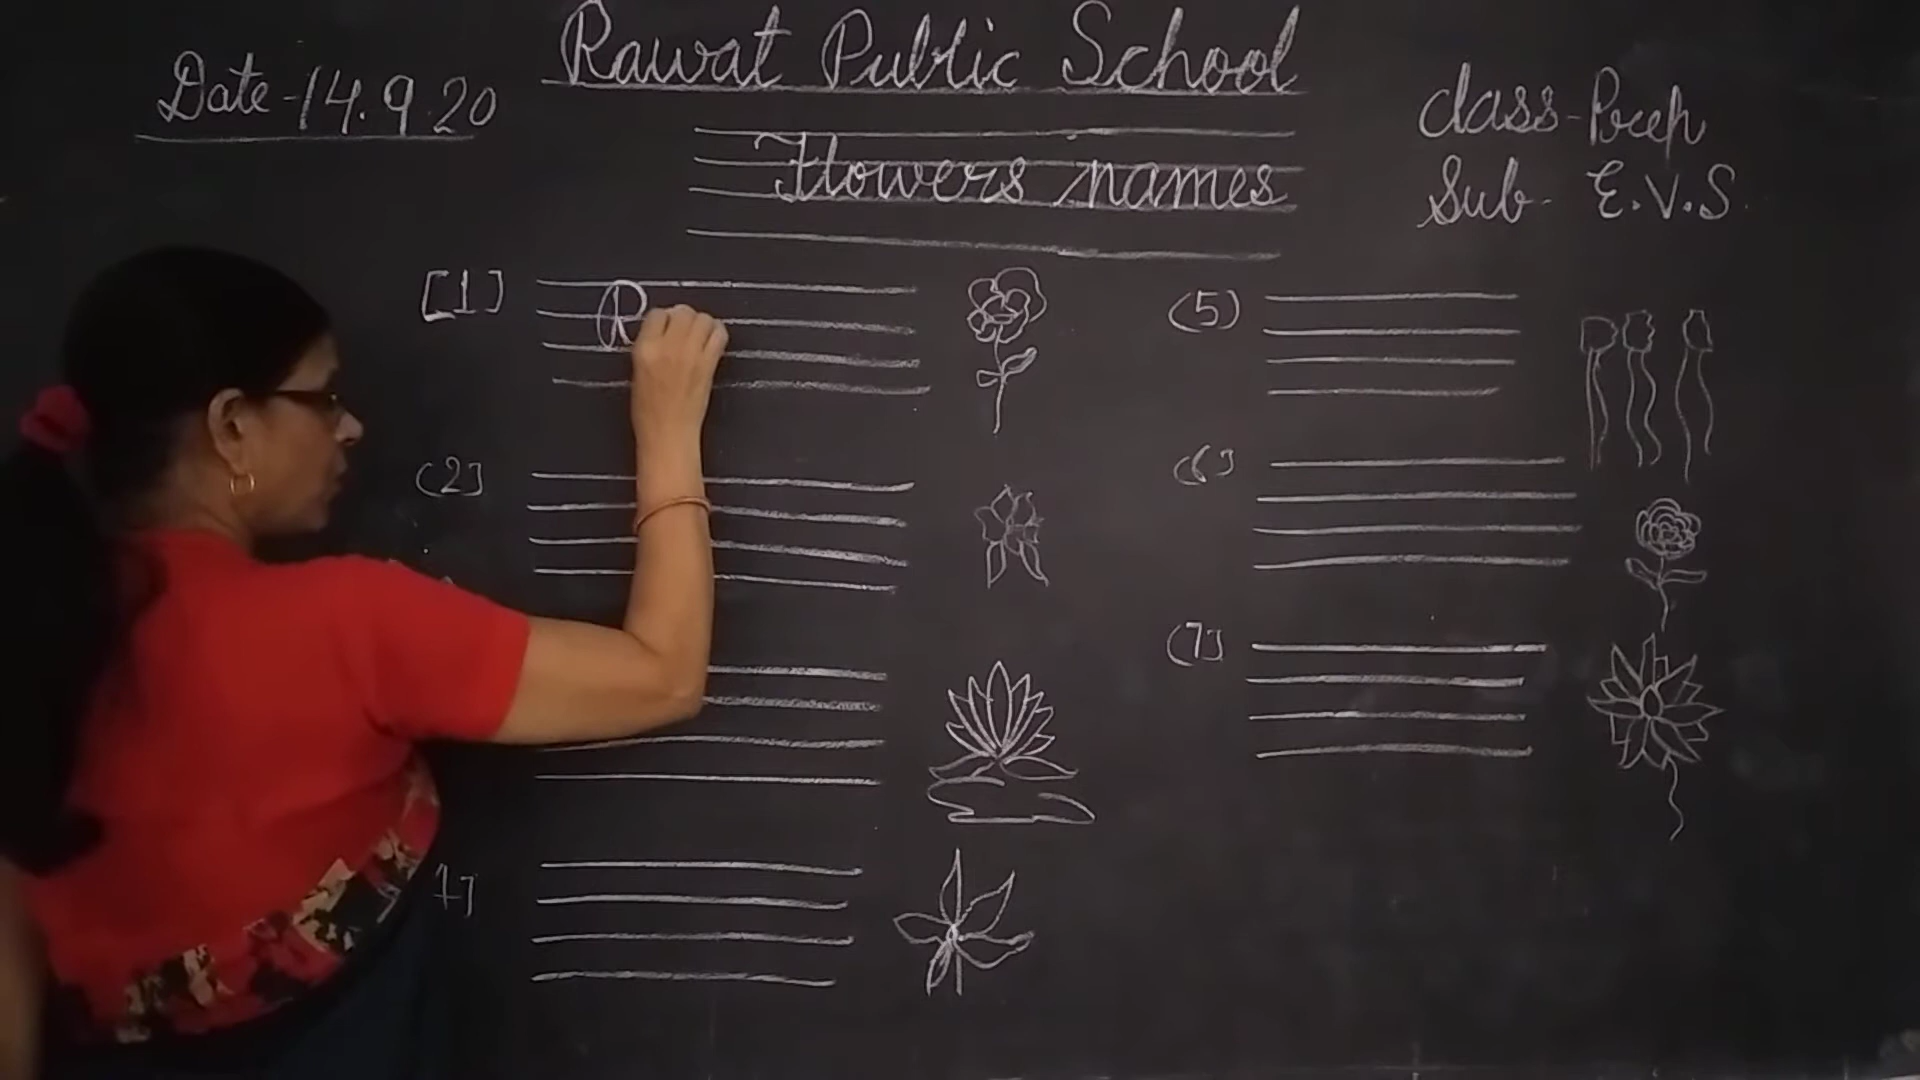 Rawat Public School
Date-14.9.20
class-Prep
Flowers names
Sub- E.V.S
[1] R
(5)
(2]
(6]
(7]